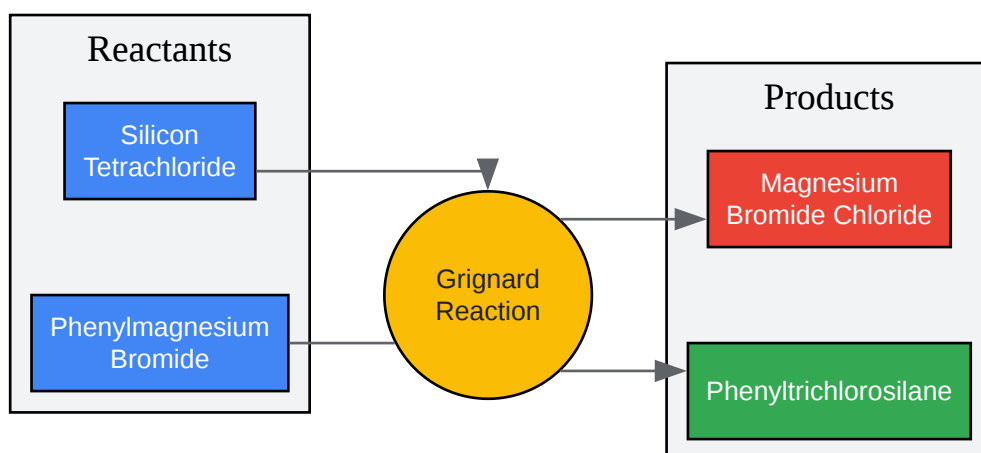 Reactants
Silicon
Tetrachloride
Phenylmagnesium
Bromide
Grignard
Reaction
Products
Magnesium
Bromide Chloride
Phenyltrichlorosilane